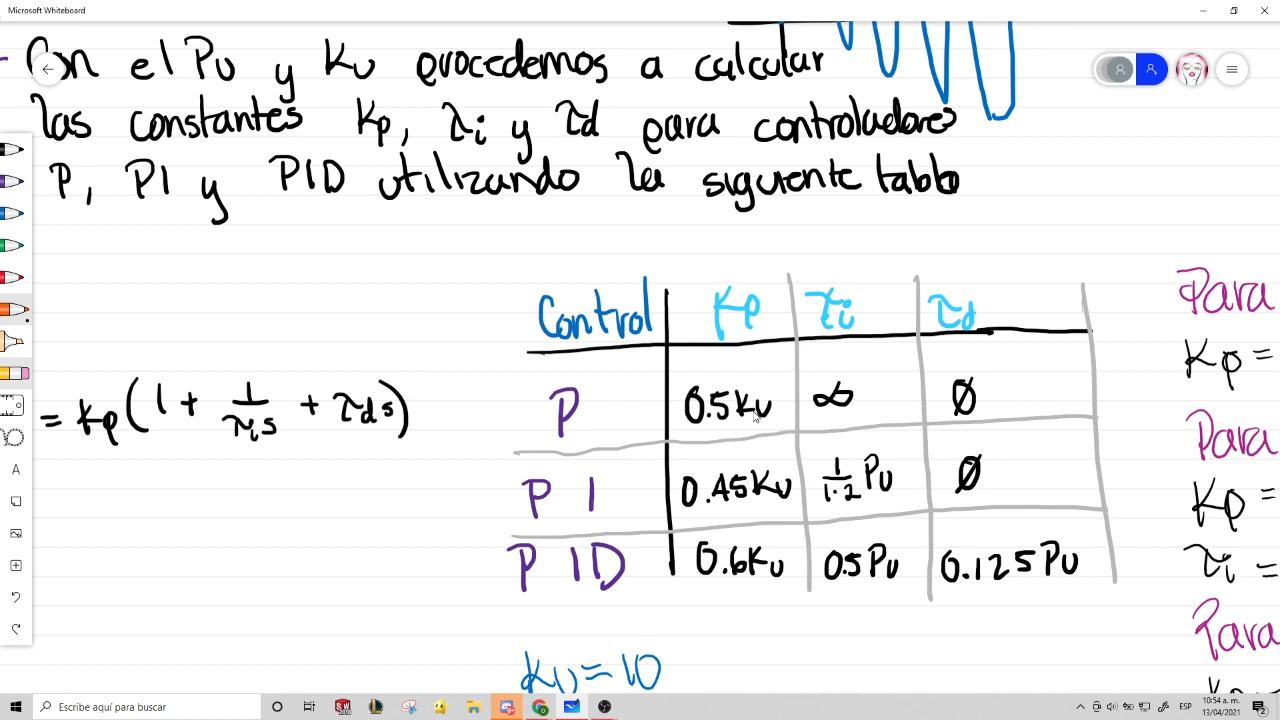 Microsoft Whiteboard
Con el Pu y Ku procedemos a calcular
las constantes Kp, τi y τd para controladores
P, PI y PID utilizando la siguiente tabla
Control Kp τi τd
P 0.5Ku ∞ Ø
PI 0.45Ku 1/1.2 Pu Ø
PID 0.6Ku 0.5Pu 0.125Pu
= Kp(1 + 1/τis + τds)
Para
Kp =
Para
Kp =
τi =
Para
=10
A
Escribe aquí para buscar
ESP
10:54 a.m.
13/04/2021
2